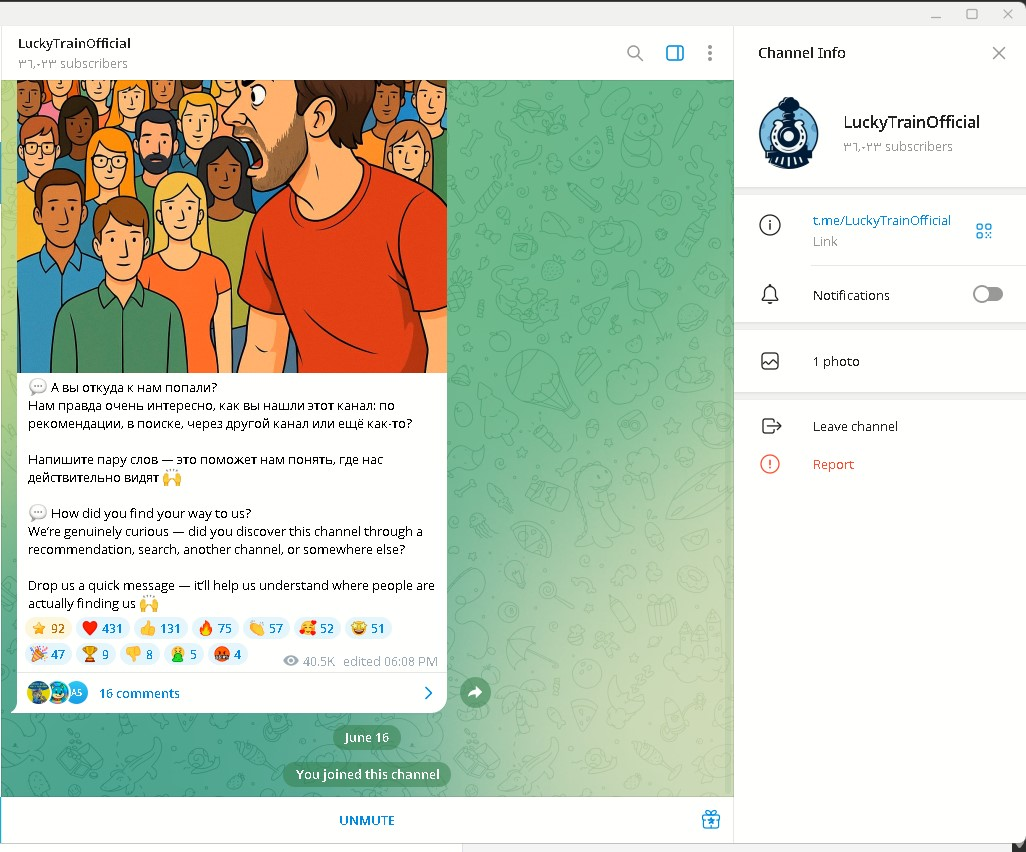 LuckyTrainOfficial
٣٦,٠٢٣ subscribers
💬 А вы откуда к нам попали?
Нам правда очень интересно, как вы нашли этот канал: по
рекомендации, в поиске, через другой канал или ещё как-то?
Напишите пару слов — это поможет нам понять, где нас
действительно видят 🙌
💬 How did you find your way to us?
We're genuinely curious — did you discover this channel through a
recommendation, search, another channel, or somewhere else?
Drop us a quick message — it'll help us understand where people are
actually finding us 🙌
⭐ 92 ❤️ 431 👍 131 🔥 75 👏 57 🥰 52 🤩 51
🎉 47 🏆 9 👎 8 🤮 5 🤬 4 40.5K edited 06:08 PM
AS 16 comments
June 16
You joined this channel
UNMUTE
Channel Info
LuckyTrainOfficial
٣٦,٠٢٣ subscribers
t.me/LuckyTrainOfficial
Link
Notifications
1 photo
Leave channel
Report